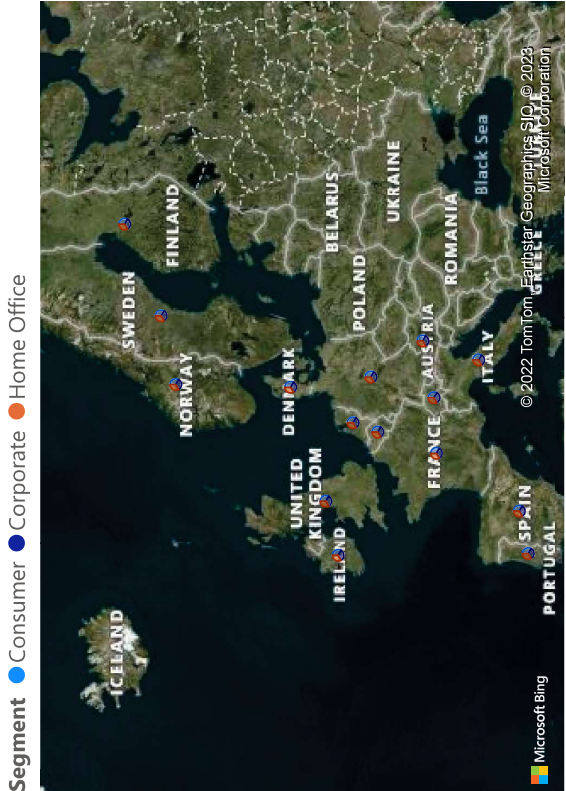 Segment Consumer Corporate Home Office
ICELAND
FINLAND
SWEDEN
NORWAY
DENMARK
UNITED
KINGDOM
IRELAND
BELARUS
POLAND
UKRAINE
AUSTRIA
FRANCE
ROMANIA
Black Sea
ITALY
SPAIN
PORTUGAL
GREECE
Microsoft Bing
© 2022 TomTom, Earthstar Geographics SIO, © 2023
Microsoft Corporation